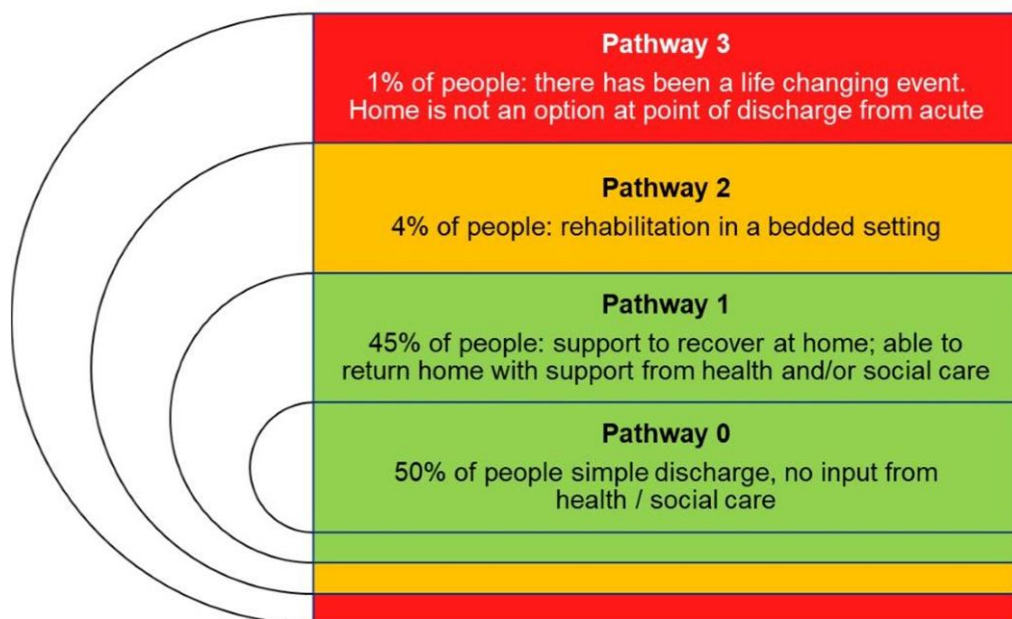 Pathway 3
1% of people: there has been a life changing event.
Home is not an option at point of discharge from acute
Pathway 2
4% of people: rehabilitation in a bedded setting
Pathway 1
45% of people: support to recover at home; able to
return home with support from health and/or social care
Pathway 0
50% of people simple discharge, no input from
health / social care